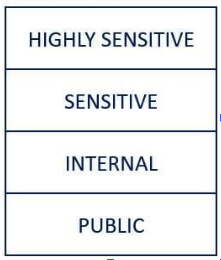 HIGHLY SENSITIVE
SENSITIVE
INTERNAL
PUBLIC